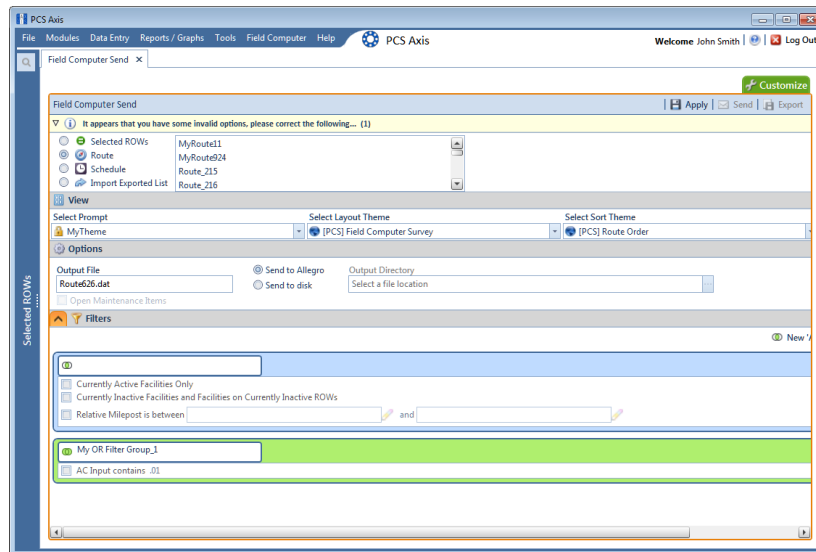 PCS Axis
File Modules Data Entry Reports / Graphs Tools Field Computer Help PCS Axis Welcome John Smith Log Out
Field Computer Send
Customize
Field Computer Send Apply Send Export
It appears that you have some invalid options, please correct the following... (1)
Selected ROWs
Route
Schedule
Import Exported List
MyRoute11
MyRoute924
Route_215
Route_216
View
Select Prompt Select Layout Theme Select Sort Theme
MyTheme [PCS] Field Computer Survey [PCS] Route Order
Options
Output File Send to Allegro Output Directory
Route626.dat Send to disk Select a file location
Open Maintenance Items
Selected ROWs
Filters
New '/
Currently Active Facilities Only
Currently Inactive Facilities and Facilities on Currently Inactive ROWs
Relative Milepost is between and
My OR Filter Group_1
AC Input contains .01